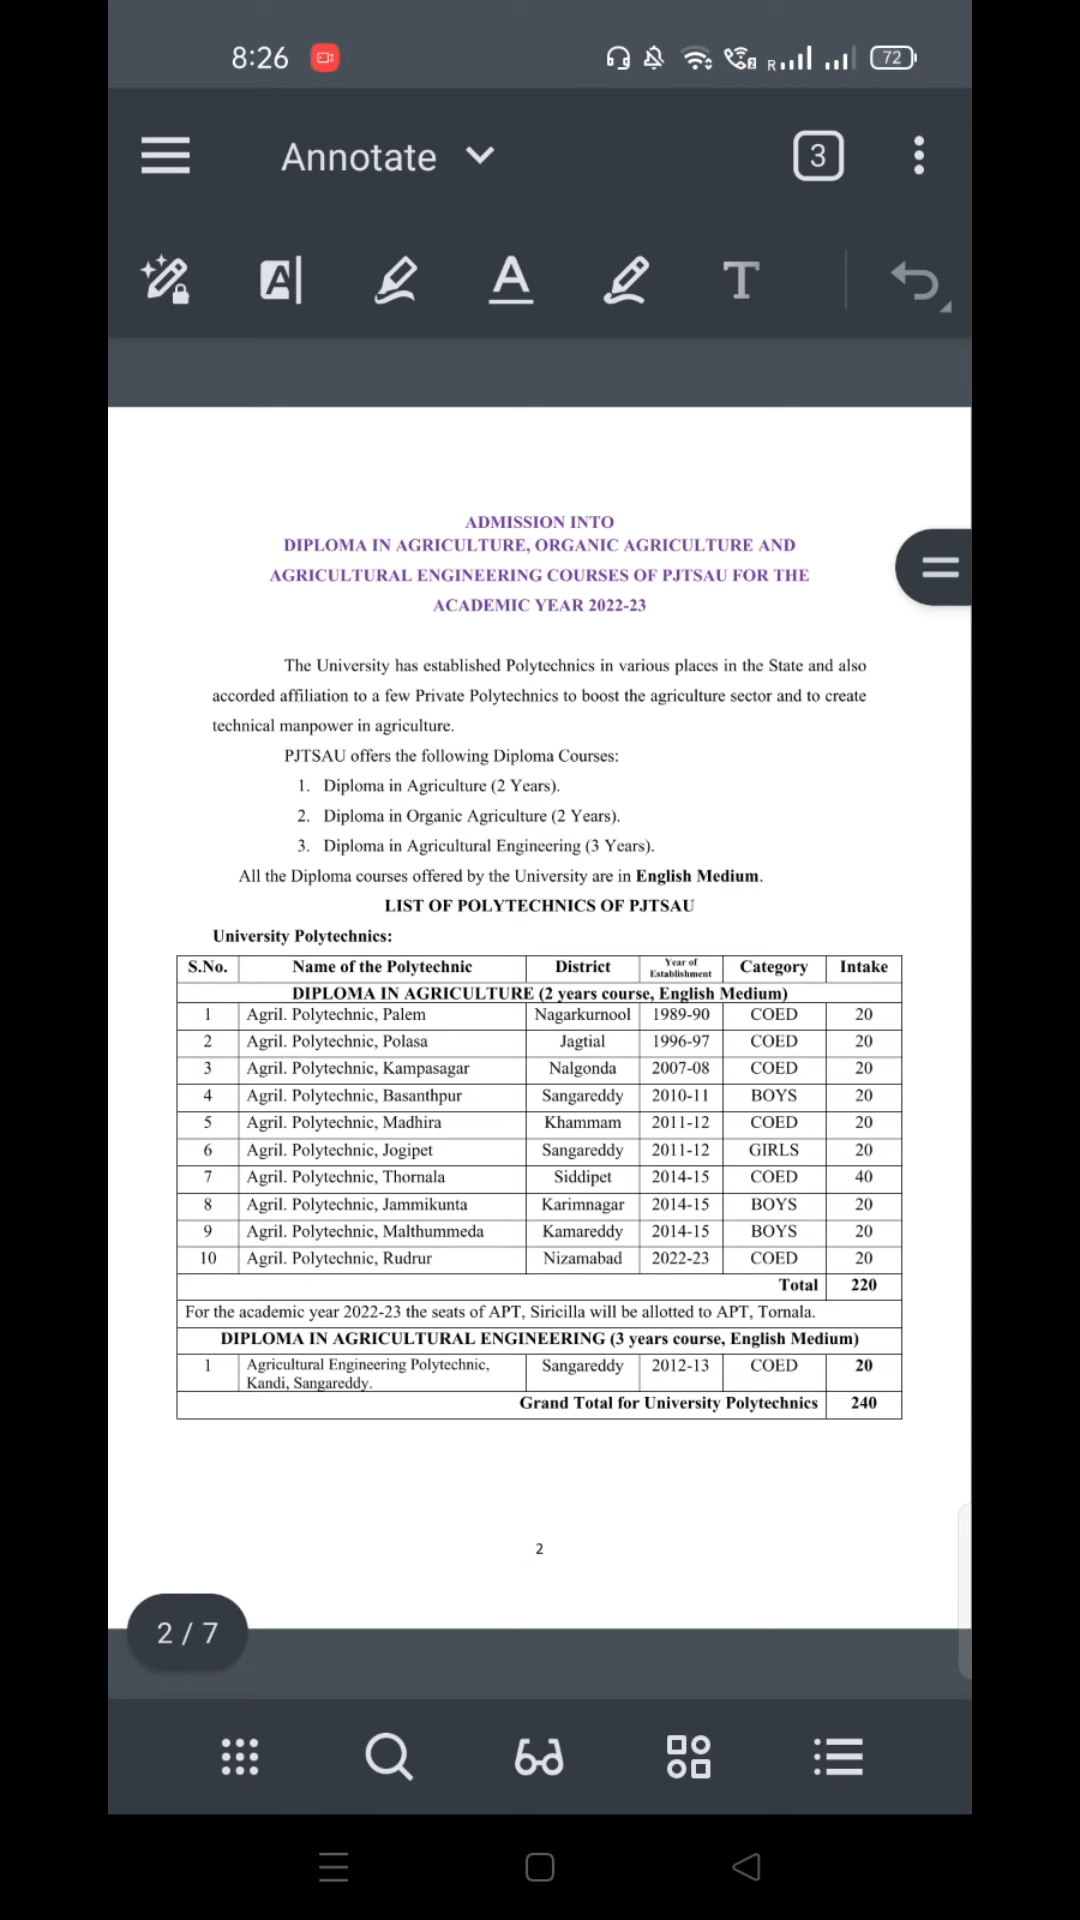 8:26
R
72
Annotate
3
A
A
T
ADMISSION INTO
DIPLOMA IN AGRICULTURE, ORGANIC AGRICULTURE AND
AGRICULTURAL ENGINEERING COURSES OF PJTSAU FOR THE
ACADEMIC YEAR 2022-23
The University has established Polytechnics in various places in the State and also
accorded affiliation to a few Private Polytechnics to boost the agriculture sector and to create
technical manpower in agriculture.
PJTSAU offers the following Diploma Courses:
1. Diploma in Agriculture (2 Years).
2. Diploma in Organic Agriculture (2 Years).
3. Diploma in Agricultural Engineering (3 Years).
All the Diploma courses offered by the University are in English Medium.
LIST OF POLYTECHNICS OF PJTSAU
University Polytechnics:
S.No. Name of the Polytechnic District Year of Establishment Category Intake
DIPLOMA IN AGRICULTURE (2 years course, English Medium)
1 Agril. Polytechnic, Palem Nagarkurnool 1989-90 COED 20
2 Agril. Polytechnic, Polasa Jagtial 1996-97 COED 20
3 Agril. Polytechnic, Kampasagar Nalgonda 2007-08 COED 20
4 Agril. Polytechnic, Basanthpur Sangareddy 2010-11 BOYS 20
5 Agril. Polytechnic, Madhira Khammam 2011-12 COED 20
6 Agril. Polytechnic, Jogipet Sangareddy 2011-12 GIRLS 20
7 Agril. Polytechnic, Thornala Siddipet 2014-15 COED 40
8 Agril. Polytechnic, Jammikunta Karimnagar 2014-15 BOYS 20
9 Agril. Polytechnic, Malthummeda Kamareddy 2014-15 BOYS 20
10 Agril. Polytechnic, Rudrur Nizamabad 2022-23 COED 20
Total 220
For the academic year 2022-23 the seats of APT, Siricilla will be allotted to APT, Tornala.
DIPLOMA IN AGRICULTURAL ENGINEERING (3 years course, English Medium)
1 Agricultural Engineering Polytechnic, Sangareddy 2012-13 COED 20
Kandi, Sangareddy.
Grand Total for University Polytechnics 240
2
2 / 7